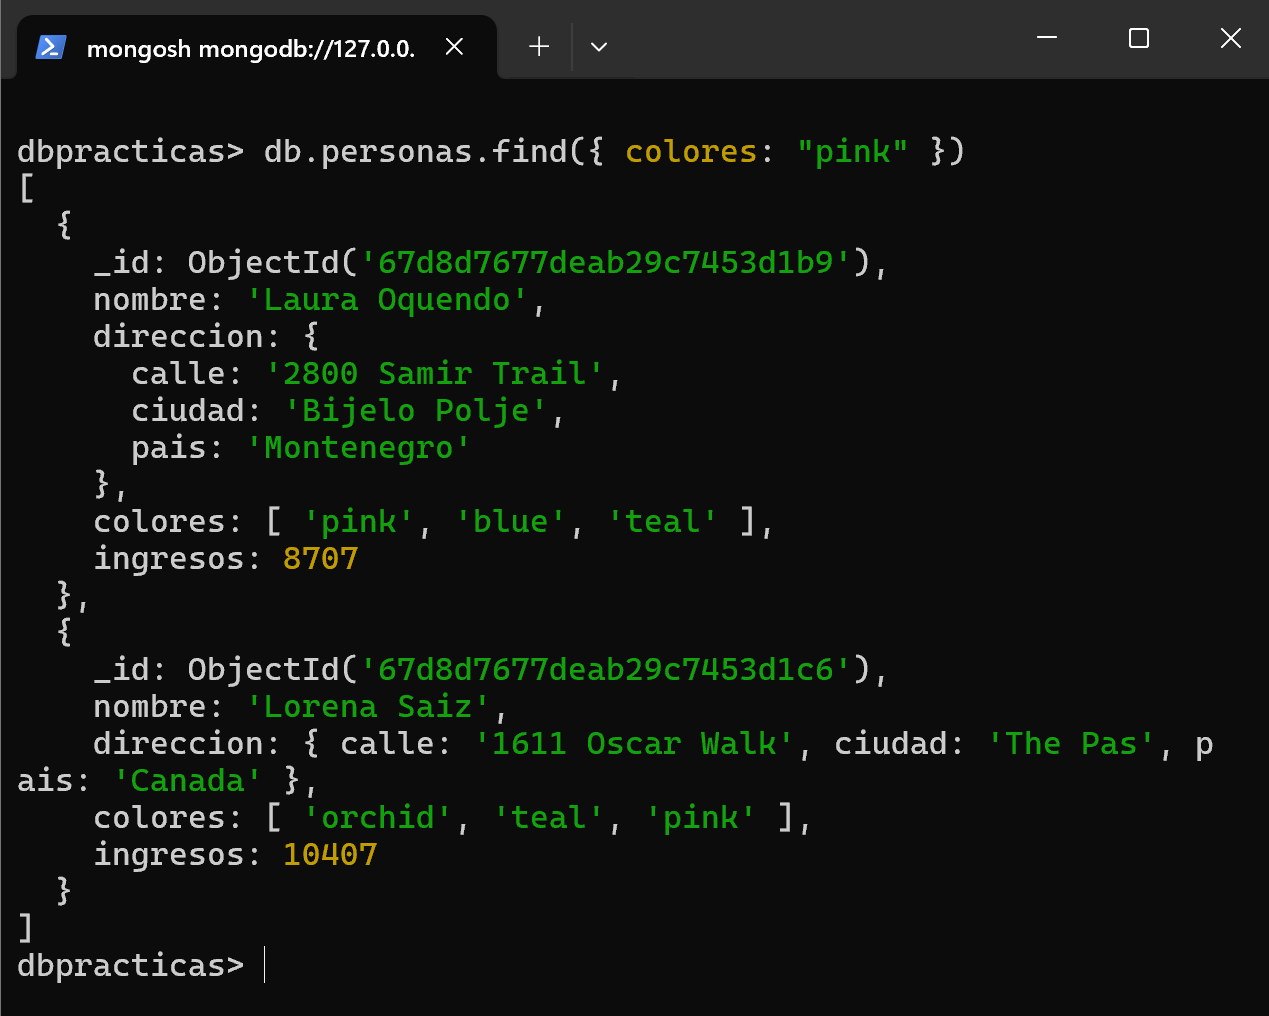 mongosh mongodb://127.0.0.
dbpracticas> db.personas.find({ colores: "pink" })
[
  {
    _id: ObjectId('67d8d7677deab29c7453d1b9'),
    nombre: 'Laura Oquendo',
    direccion: {
      calle: '2800 Samir Trail',
      ciudad: 'Bijelo Polje',
      pais: 'Montenegro'
    },
    colores: [ 'pink', 'blue', 'teal' ],
    ingresos: 8707
  },
  {
    _id: ObjectId('67d8d7677deab29c7453d1c6'),
    nombre: 'Lorena Saiz',
    direccion: { calle: '1611 Oscar Walk', ciudad: 'The Pas', p
ais: 'Canada' },
    colores: [ 'orchid', 'teal', 'pink' ],
    ingresos: 10407
  }
]
dbpracticas>